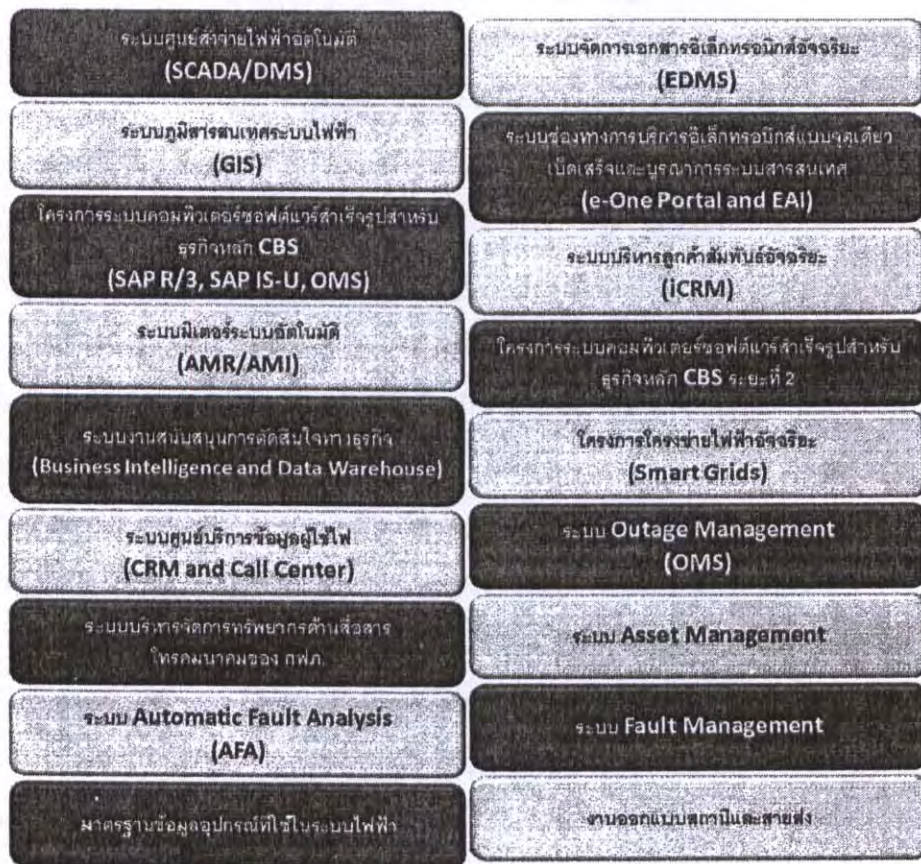 ระบบศูนย์สั่งจ่ายไฟฟ้าอัตโนมัติ
(SCADA/DMS)
ระบบภูมิสารสนเทศระบบไฟฟ้า
(GIS)
โครงการระบบคอมพิวเตอร์ซอฟต์แวร์สำเร็จรูปสำหรับ
ธุรกิจหลัก CBS
(SAP R/3, SAP IS-U, OMS)
ระบบมิเตอร์ระบบอัตโนมัติ
(AMR/AMI)
ระบบงานสนับสนุนการตัดสินใจทางธุรกิจ
(Business Intelligence and Data Warehouse)
ระบบศูนย์บริการข้อมูลผู้ใช้ไฟ
(CRM and Call Center)
ระบบบริหารจัดการทรัพยากรด้านสื่อสาร
โทรคมนาคมของ กฟภ.
ระบบ Automatic Fault Analysis
(AFA)
มาตรฐานข้อมูลอุปกรณ์ที่ใช้ในระบบไฟฟ้า
ระบบจัดการเอกสารอิเล็กทรอนิกส์อัจฉริยะ
(EDMS)
ระบบช่องทางการบริการอิเล็กทรอนิกส์แบบจุดเดียว
เบ็ดเสร็จและบูรณาการระบบสารสนเทศ
(e-One Portal and EAI)
ระบบบริหารลูกค้าสัมพันธ์อัจฉริยะ
(iCRM)
โครงการระบบคอมพิวเตอร์ซอฟต์แวร์สำเร็จรูปสำหรับ
ธุรกิจหลัก CBS ระยะที่ 2
โครงการโครงข่ายไฟฟ้าอัจฉริยะ
(Smart Grids)
ระบบ Outage Management
(OMS)
ระบบ Asset Management
ระบบ Fault Management
งานออกแบบสถานีและสายส่ง